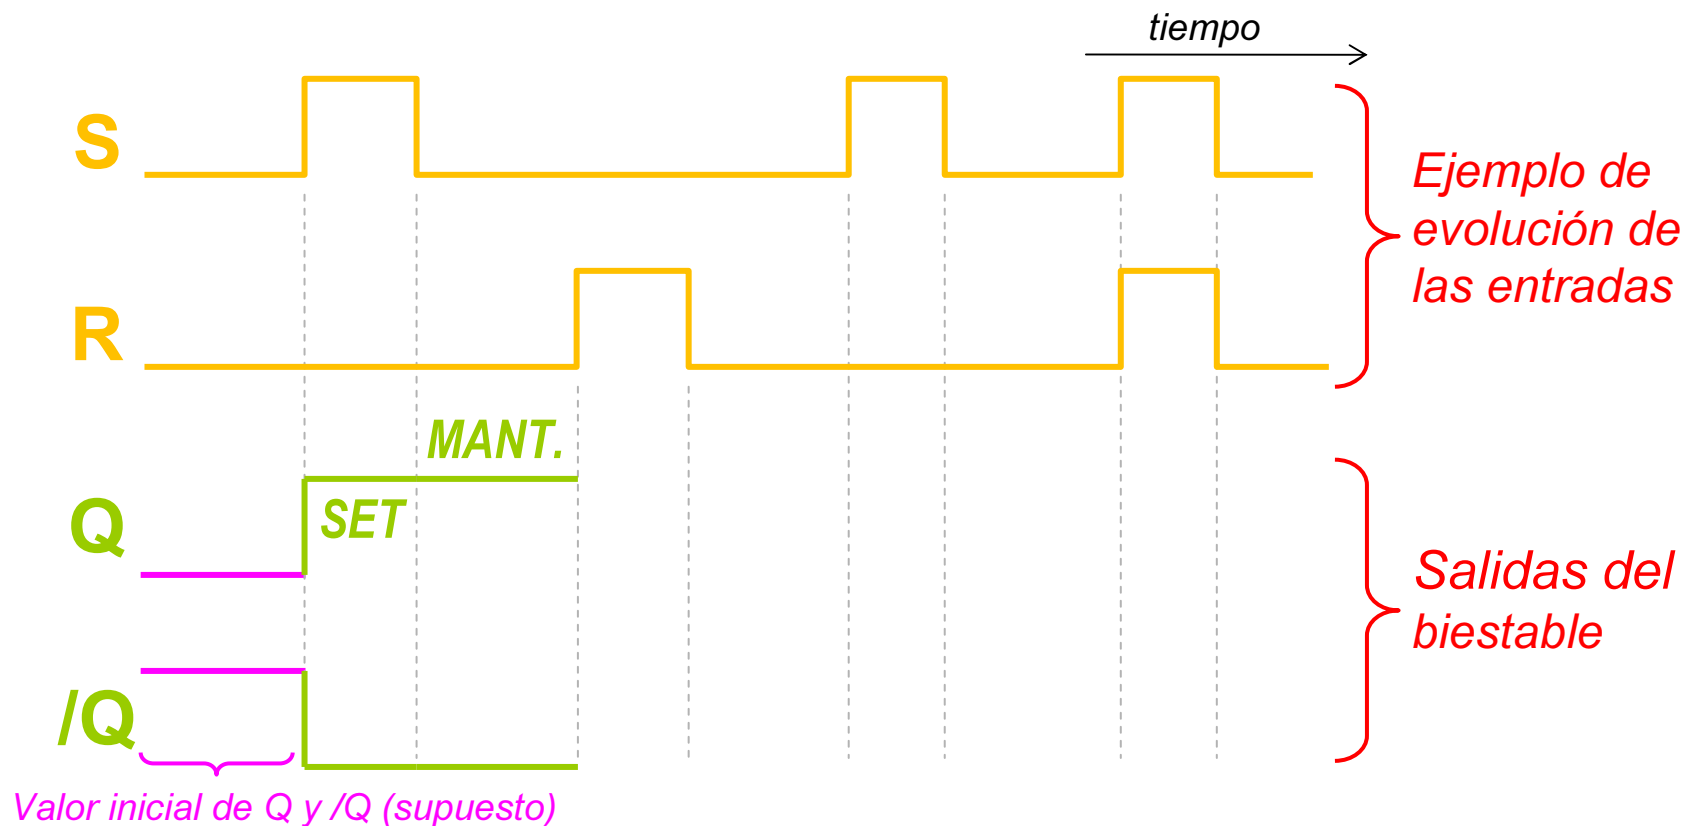 tiempo
S
Ejemplo de
evolución de
las entradas
R
MANT.
Q
SET
Salidas del
biestable
/Q
Valor inicial de Q y /Q (supuesto)